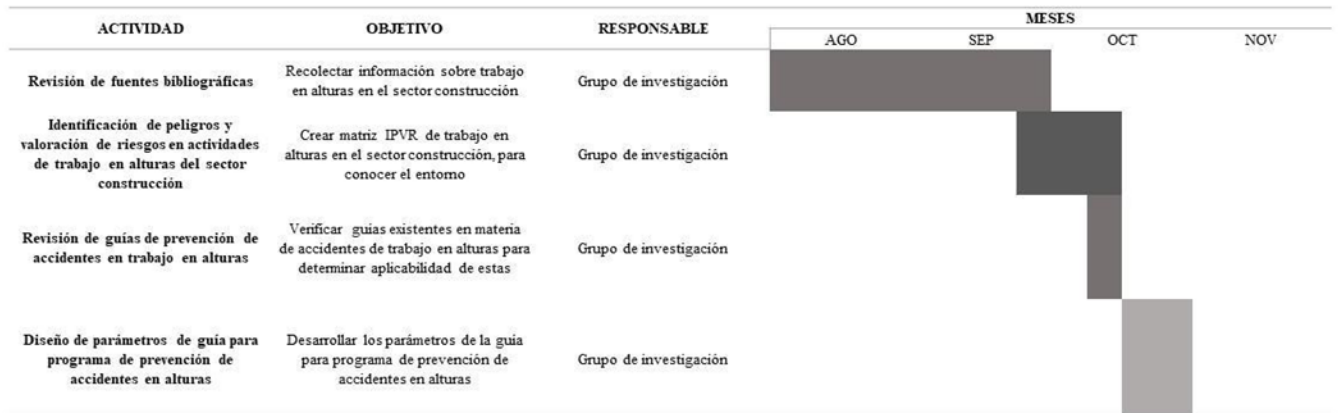 ACTIVIDAD OBJETIVO RESPONSABLE MESES
AGO SEP OCT NOV
Revisión de fuentes bibliográficas
Recolectar información sobre trabajo
en alturas en el sector construcción
Grupo de investigación
Identificación de peligros y
valoración de riesgos en actividades
de trabajo en alturas del sector
construcción
Crear matriz IPVR de trabajo en
alturas en el sector construcción, para
conocer el entorno
Grupo de investigación
Revisión de guías de prevención de
accidentes en trabajo en alturas
Verificar guías existentes en materia
de accidentes de trabajo en alturas para
determinar aplicabilidad de estas
Grupo de investigación
Diseño de parámetros de guía para
programa de prevención de
accidentes en alturas
Desarrollar los parámetros de la guía
para programa de prevención de
accidentes en alturas
Grupo de investigación